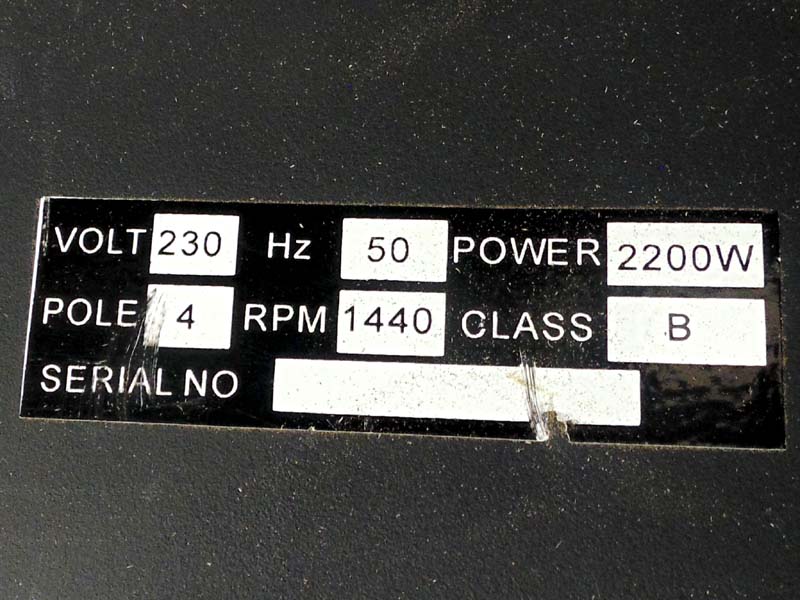 VOLT 230 Hz 50 POWER 2200W
POLE 4 RPM 1440 CLASS B
SERIAL NO